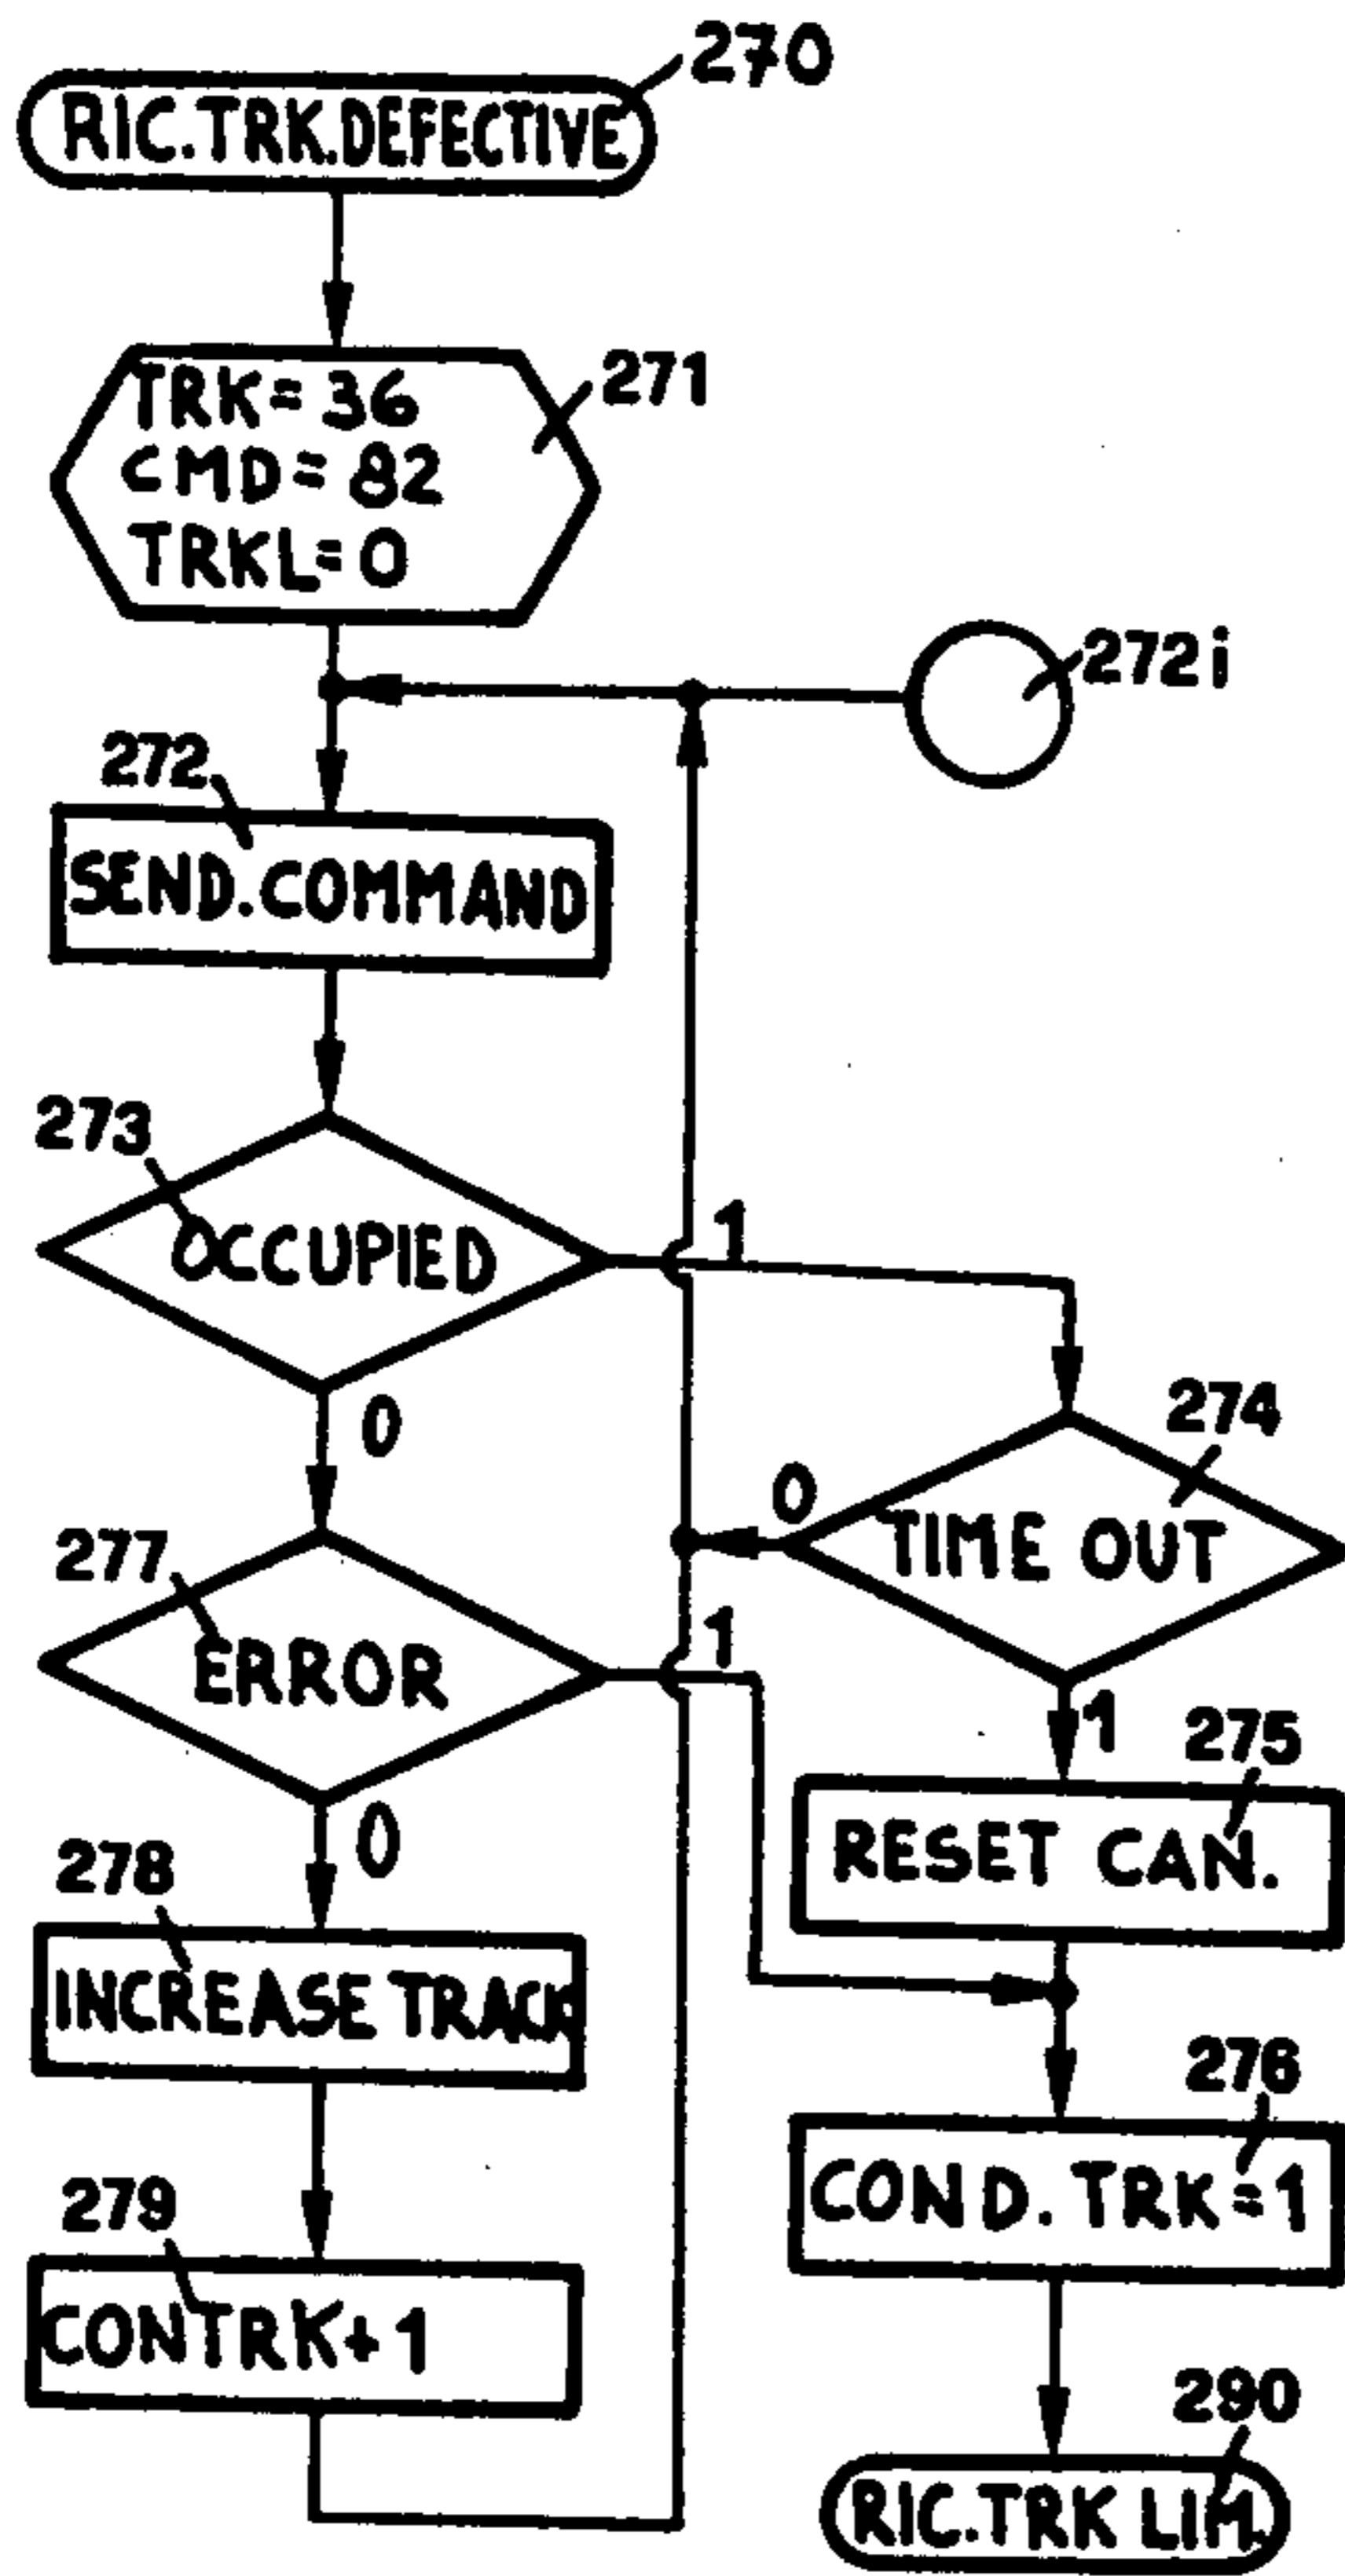 270
RIC.TRK.DEFECTIVE
271
TRK=36
CMD=82
TRKL=0
272i
272
SEND.COMMAND
273
OCCUPIED
1
0
274
0
TIME OUT
1
277
ERROR
1
0
275
RESET CAN.
278
INCREASE TRACK
276
COND. TRK=1
279
CONTRK+1
290
RIC.TRK LIM.